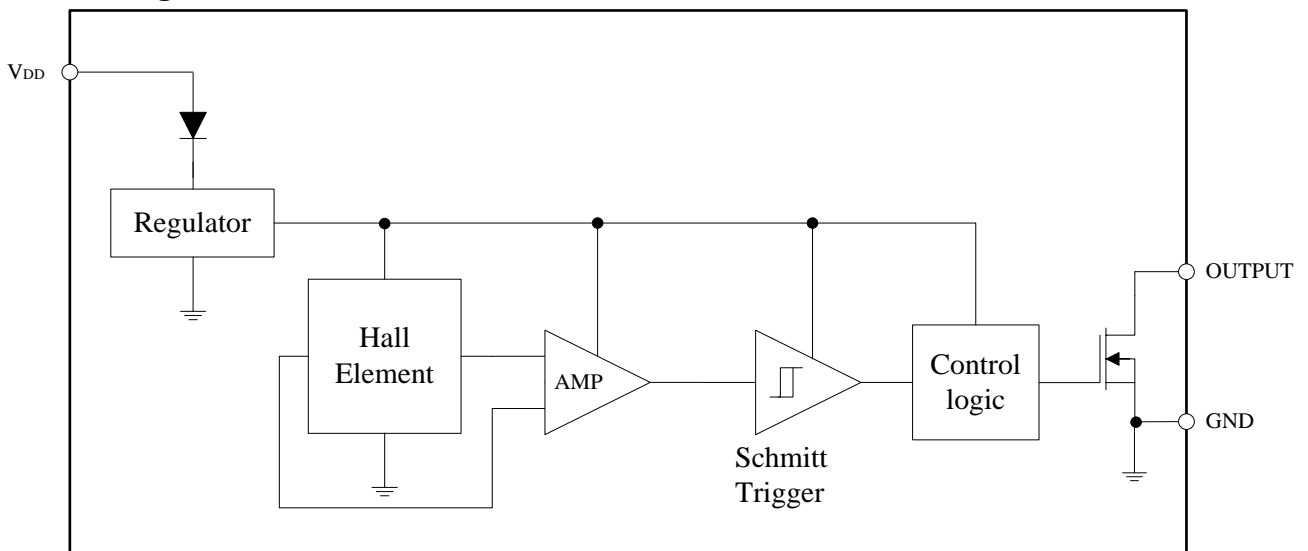 VDD
Regulator
OUTPUT
Hall
Element
AMP
Control
logic
GND
Schmitt
Trigger